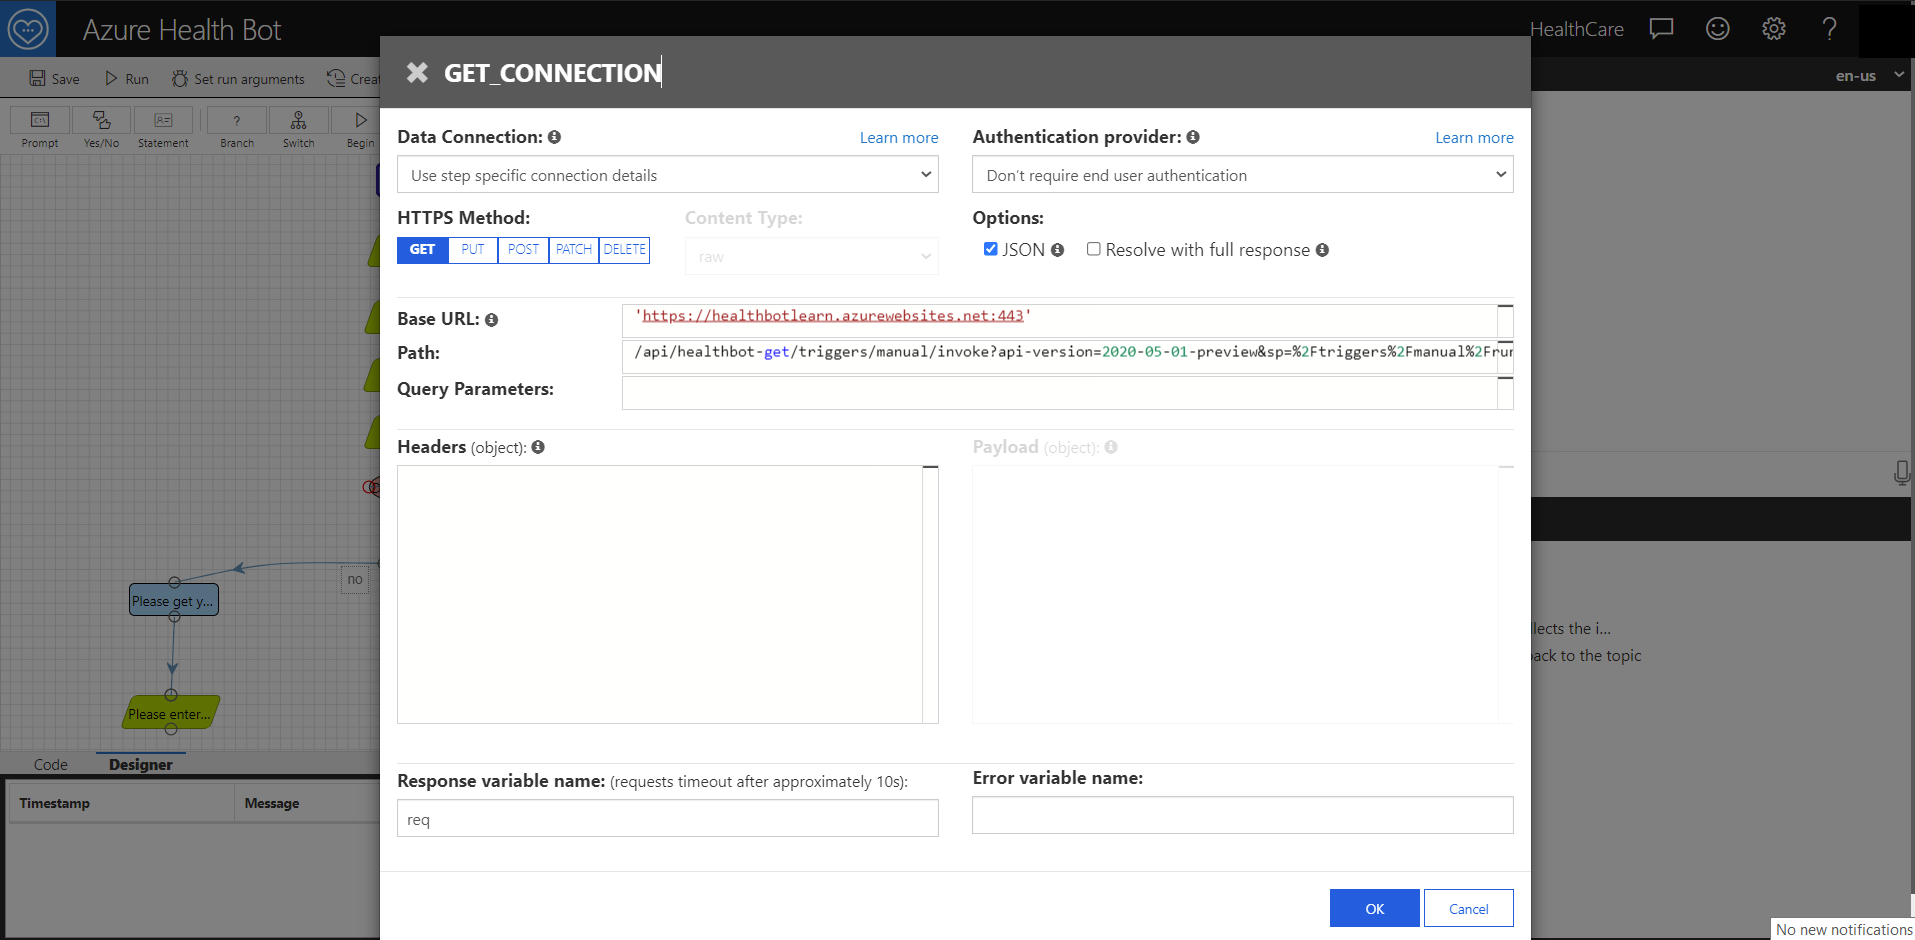 Azure Health Bot
HealthCare
Save
Run
Set run arguments
Creat
en-us
GET_CONNECTION
Prompt
Yes/No
Statement
?
Branch
Switch
Begin
Data Connection:
Learn more
Use step specific connection details
Authentication provider:
Learn more
Don't require end user authentication
HTTPS Method:
GET
PUT
POST
PATCH
DELETE
Content Type:
raw
Options:
JSON
Resolve with full response
Base URL:
'https://healthbotlearn.azurewebsites.net:443'
Path:
/api/healthbot-get/triggers/manual/invoke?api-version=2020-05-01-preview&sp=%2Ftriggers%2Fmanual%2Frur
Query Parameters:
Headers (object):
Payload (object):
no
Please get y...
Please enter...
llects the i...
back to the topic
Code
Designer
Timestamp
Message
Response variable name: (requests timeout after approximately 10s):
req
Error variable name:
OK
Cancel
No new notifications